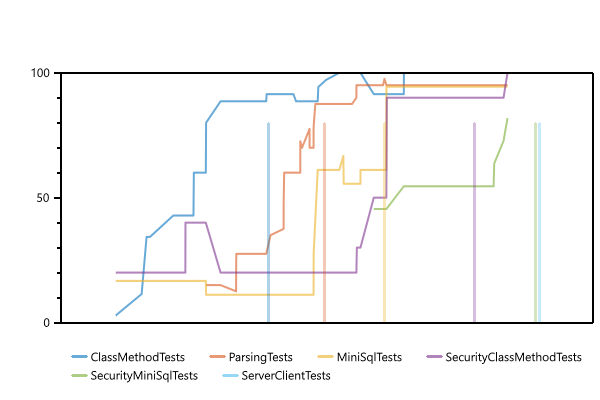 100
50
0
ClassMethodTests ParsingTests MiniSqlTests SecurityClassMethodTests
SecurityMiniSqlTests ServerClientTests